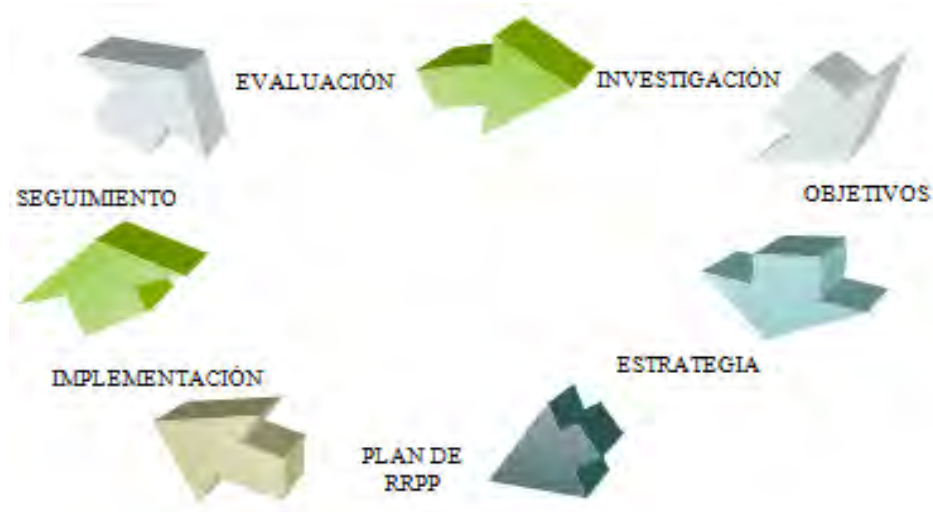 EVALUACIÓN
INVESTIGACIÓN
SEGUIMIENTO
OBJETIVOS
ESTRATEGIA
IMPLEMENTACIÓN
PLAN DE
RRPP